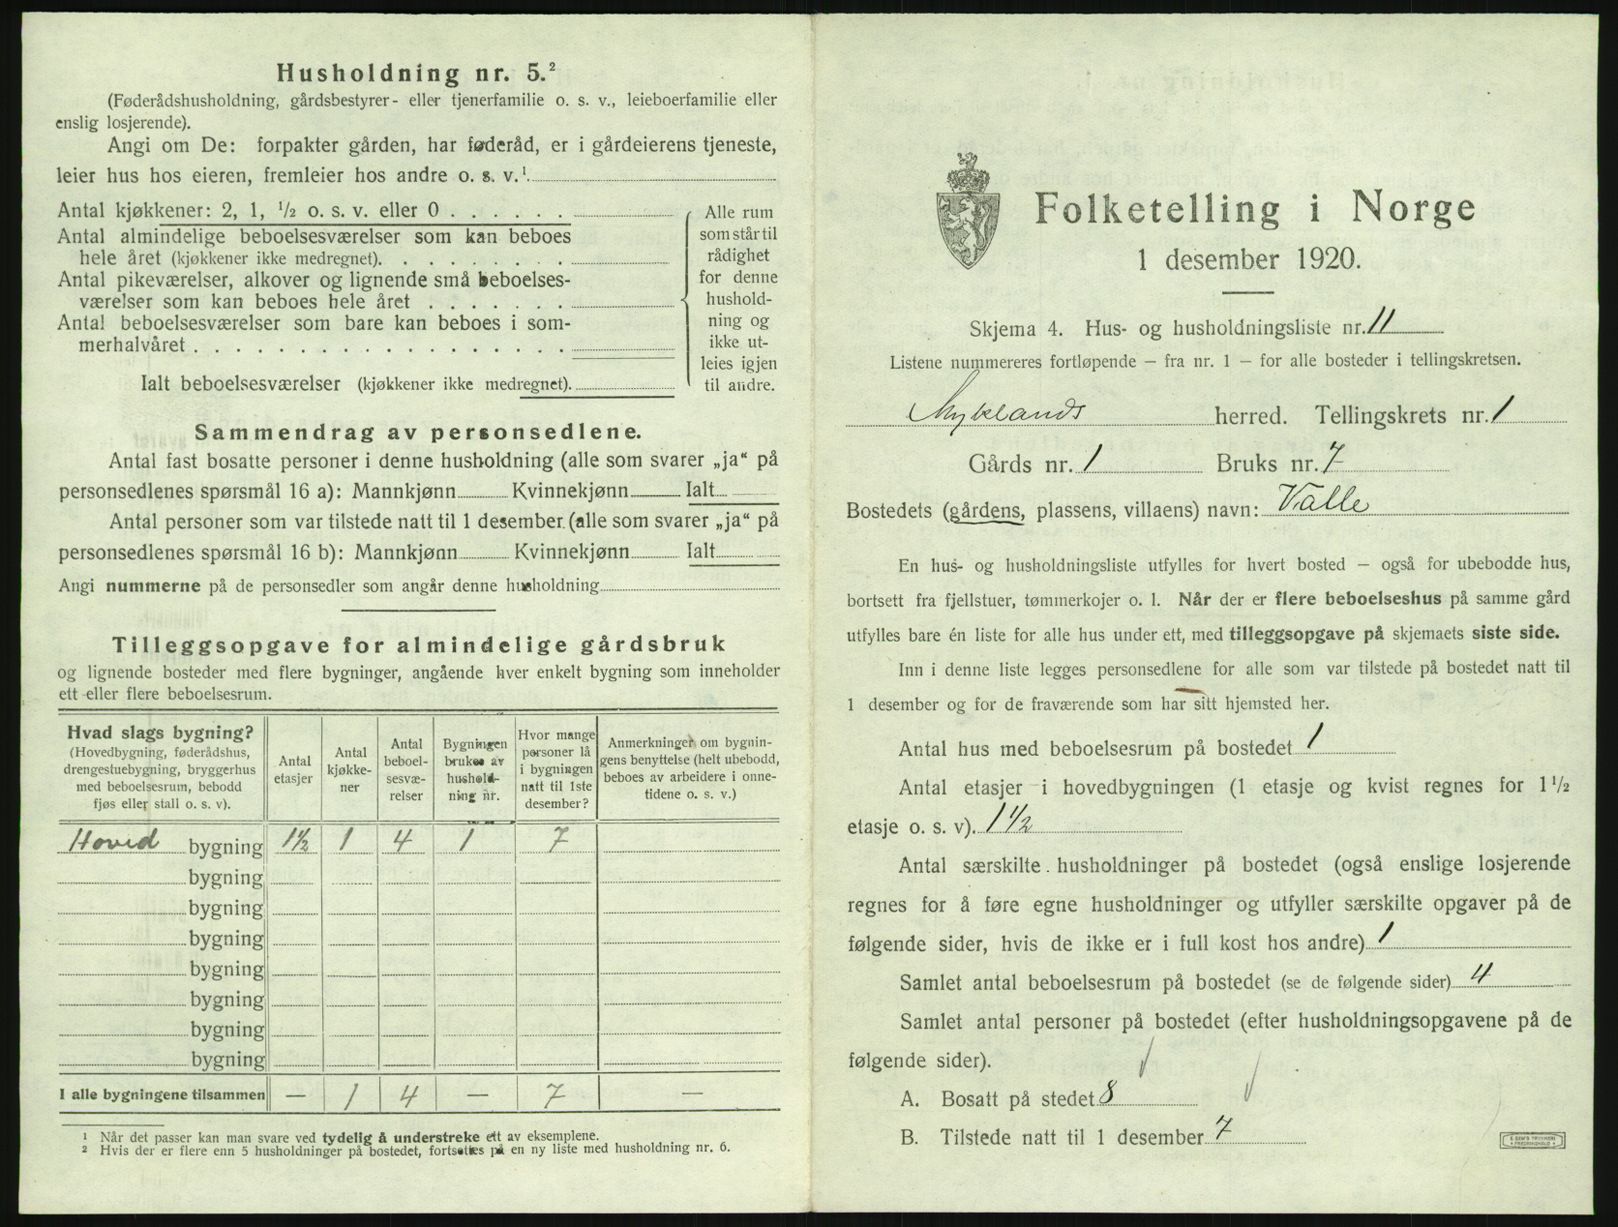 Husholdning nr. 5.²
(Føderådshusholdning, gårdsbestyrer- eller tjenerfamilie o. s. v., leieboerfamilie eller
enslig losjerende).
Angi om De: forpakter gården, har føderåd, er i gårdeierens tjeneste,
leier hus hos eieren, fremleier hos andre o. s. v.¹
Antal kjøkkener: 2, 1, ½ o. s. v. eller 0 . . . . . .
Antal almindelige beboelsesværelser som kan beboes
hele året (kjøkkener ikke medregnet). . . . . . . . .
Antal pikeværelser, alkover og lignende små beboelses-
værelser som kan beboes hele året . . . . . . .
Antal beboelsesværelser som bare kan beboes i som-
merhalvåret . . . . . . . . . . . . . . . . . .
Ialt beboelsesværelser (kjøkkener ikke medregnet).
Alle rum
som står til
rådighet
for denne
hushold-
ning og
ikke ut-
leies igjen
til andre.
Sammendrag av personsedlene.
Antal fast bosatte personer i denne husholdning (alle som svarer „ja“ på
personsedlenes spørsmål 16 a): Mannkjønn Kvinnekjønn Ialt
Antal personer som var tilstede natt til 1 desember (alle som svarer „ja“ på
personsedlenes spørsmål 16 b): Mannkjønn Kvinnekjønn Ialt
Angi nummerne på de personsedler som angår denne husholdning
Tilleggsopgave for almindelige gårdsbruk
og lignende bosteder med flere bygninger, angående hver enkelt bygning som inneholder
ett eller flere beboelsesrum.
Hvad slags bygning?
(Hovedbygning, føderådshus,
drengestuebygning, bryggerhus
med beboelsesrum, bebodd
fjøs eller stall o. s. v).
Antal
etasjer
Antal
kjøkke-
ner
Antal
beboel-
sesvæ-
relser
Bygningen
brukes av
hushold-
ning nr.
Hvor mange
personer lå
i bygningen
natt til 1ste
desember?
Anmerkninger om bygnin-
gens benyttelse (helt ubebodd,
beboes av arbeidere i onne-
tidene o. s. v.)
Hoved bygning 1½ 1 4 1 7
bygning
bygning
bygning
bygning
bygning
bygning
bygning
I alle bygningene tilsammen — 1 4 — 7 —
¹ Når det passer kan man svare ved tydelig å understreke ett av eksemplene.
² Hvis der er flere enn 5 husholdninger på bostedet, fortsettes på en ny liste med husholdning nr. 6.
Folketelling i Norge
1 desember 1920.
Skjema 4. Hus- og husholdningsliste nr. 11
Listene nummereres fortløpende — fra nr. 1 — for alle bosteder i tellingskretsen.
Myklands herred. Tellingskrets nr. 1
Gårds nr. 1 Bruks nr. 7
Bostedets (gårdens, plassens, villaens) navn: Valle
En hus- og husholdningsliste utfylles for hvert bosted — også for ubebodde hus,
bortsett fra fjellstuer, tømmerkojer o. l. Når der er flere beboelseshus på samme gård
utfylles bare én liste for alle hus under ett, med tilleggsopgave på skjemaets siste side.
Inn i denne liste legges personsedlene for alle som var tilstede på bostedet natt til
1 desember og for de fraværende som har sitt hjemsted her.
Antal hus med beboelsesrum på bostedet 1
Antal etasjer i hovedbygningen (1 etasje og kvist regnes for 1½
etasje o. s. v). 1½
Antal særskilte husholdninger på bostedet (også enslige losjerende
regnes for å føre egne husholdninger og utfyller særskilte opgaver på de
følgende sider, hvis de ikke er i full kost hos andre) 1
Samlet antal beboelsesrum på bostedet (se de følgende sider) 4
Samlet antal personer på bostedet (efter husholdningsopgavene på de
følgende sider).
A. Bosatt på stedet 8
B. Tilstede natt til 1 desember 7